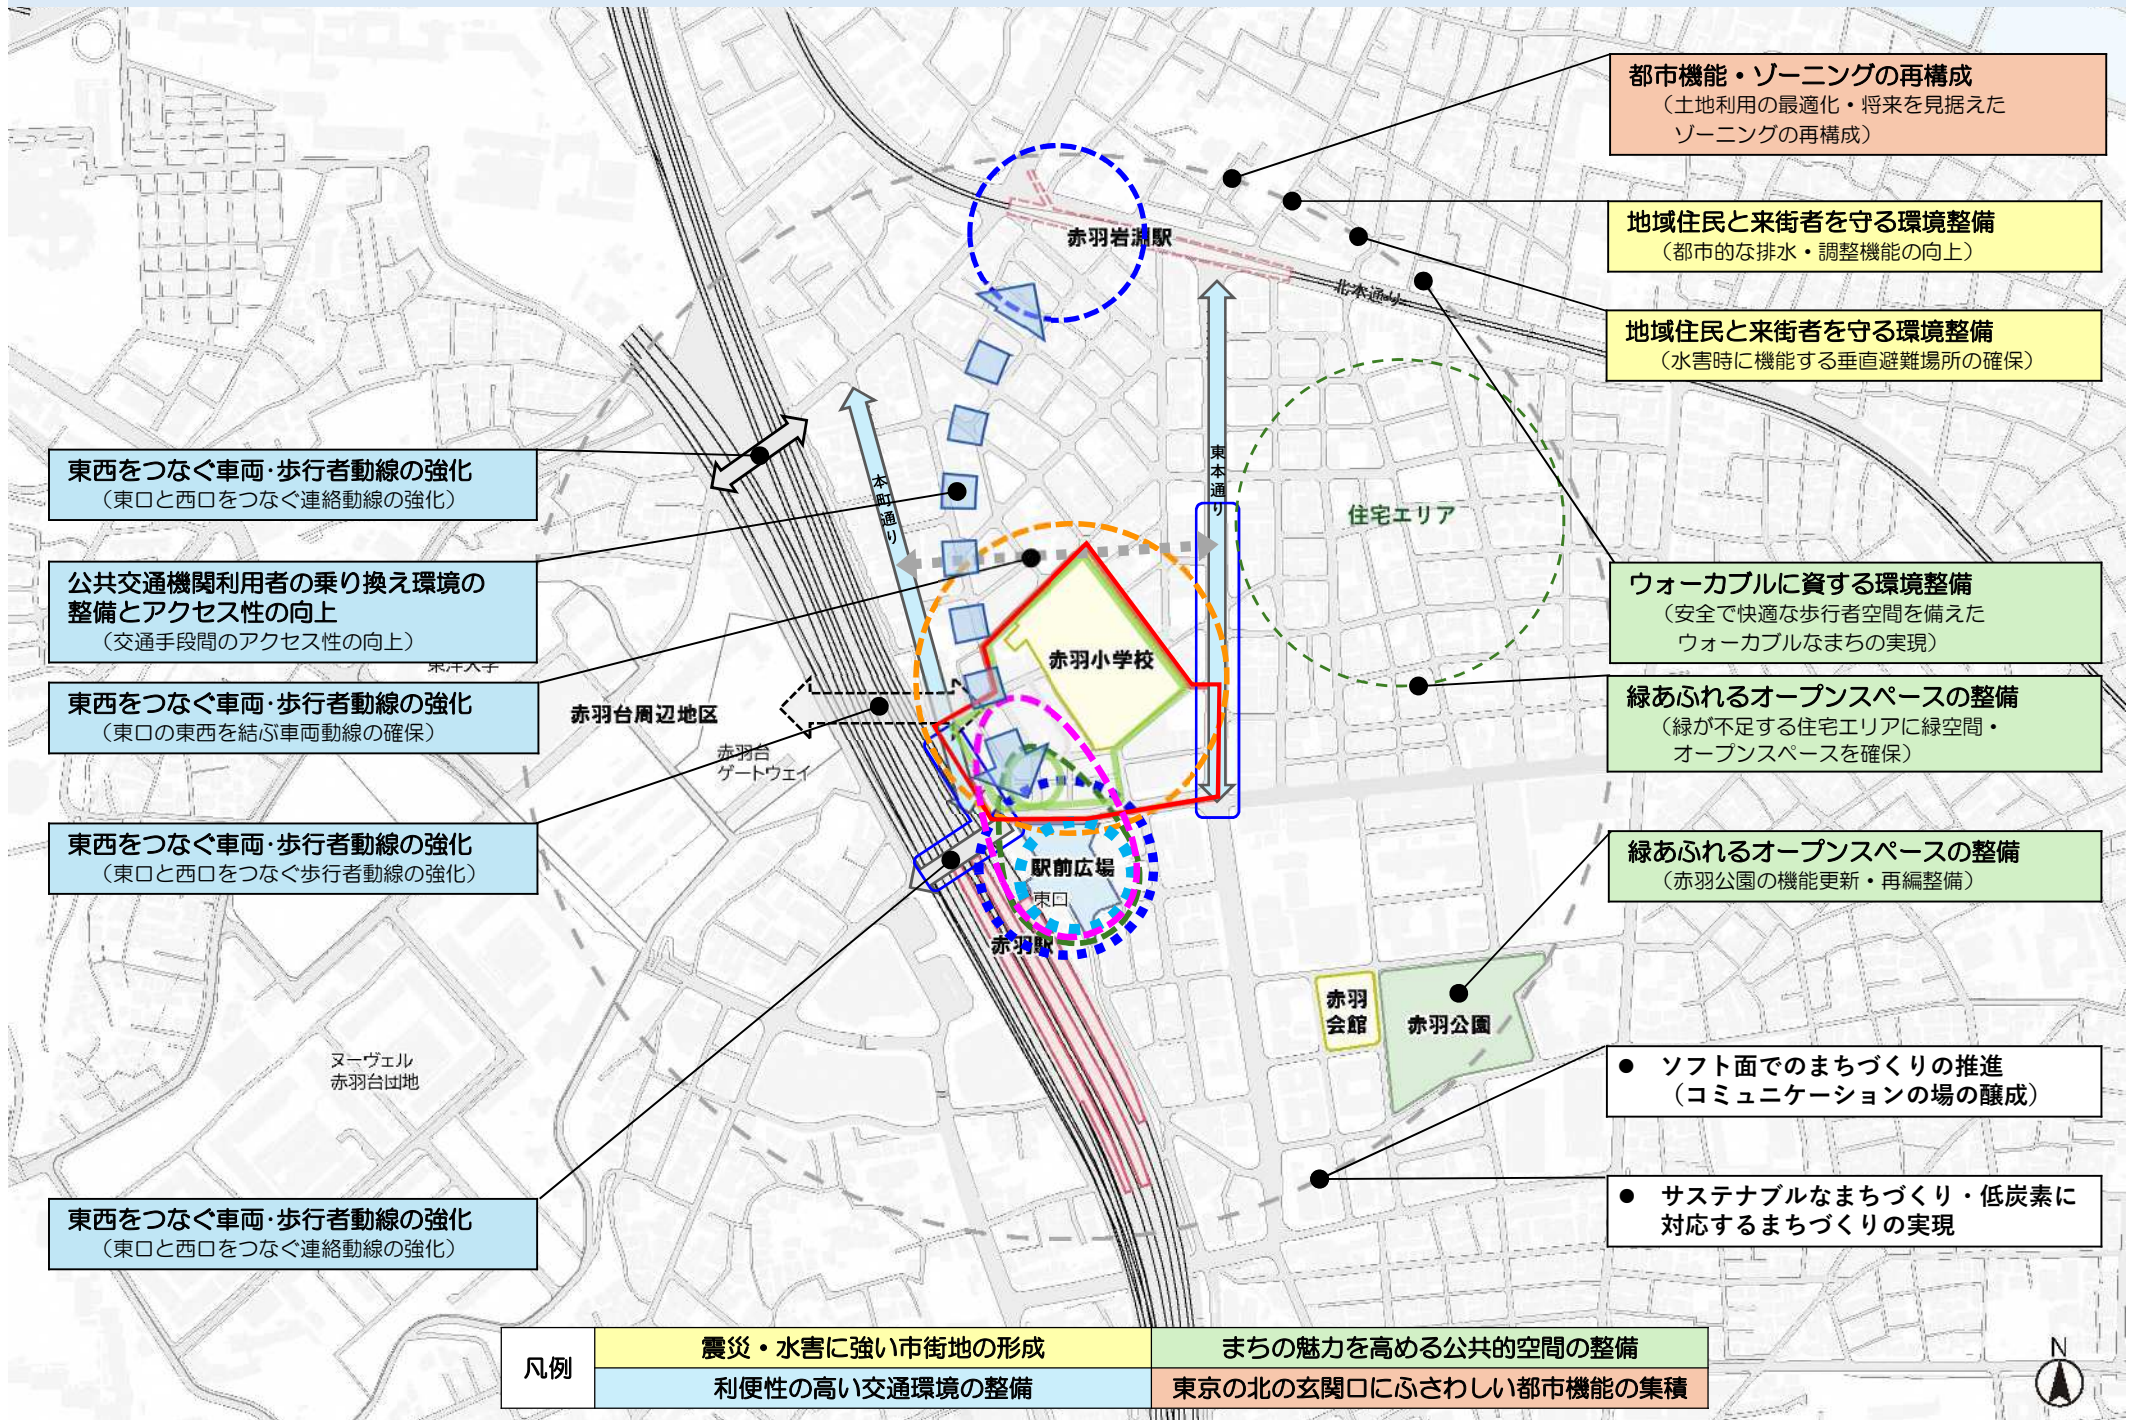 都市機能・ゾーニングの再構成
（土地利用の最適化・将来を見据えた
ゾーニングの再構成）
地域住民と来街者を守る環境整備
（都市的な排水・調整機能の向上）
地域住民と来街者を守る環境整備
（水害時に機能する垂直避難場所の確保）
赤羽岩淵駅
北本通り
東西をつなぐ車両・歩行者動線の強化
（東口と西口をつなぐ連絡動線の強化）
本町通り
東本通り
住宅エリア
公共交通機関利用者の乗り換え環境の
整備とアクセス性の向上
（交通手段間のアクセス性の向上）
東洋大学
ウォーカブルに資する環境整備
（安全で快適な歩行者空間を備えた
ウォーカブルなまちの実現）
赤羽小学校
東西をつなぐ車両・歩行者動線の強化
（東口の東西を結ぶ車両動線の確保）
赤羽台周辺地区
赤羽台
ゲートウェイ
緑あふれるオープンスペースの整備
（緑が不足する住宅エリアに緑空間・
オープンスペースを確保）
東西をつなぐ車両・歩行者動線の強化
（東口と西口をつなぐ歩行者動線の強化）
駅前広場
東口
赤羽駅
緑あふれるオープンスペースの整備
（赤羽公園の機能更新・再編整備）
赤羽
会館
赤羽公園
ヌーヴェル
赤羽台団地
● ソフト面でのまちづくりの推進
（コミュニケーションの場の醸成）
● サステナブルなまちづくり・低炭素に
対応するまちづくりの実現
東西をつなぐ車両・歩行者動線の強化
（東口と西口をつなぐ連絡動線の強化）
凡例
震災・水害に強い市街地の形成
まちの魅力を高める公共的空間の整備
利便性の高い交通環境の整備
東京の北の玄関口にふさわしい都市機能の集積
N